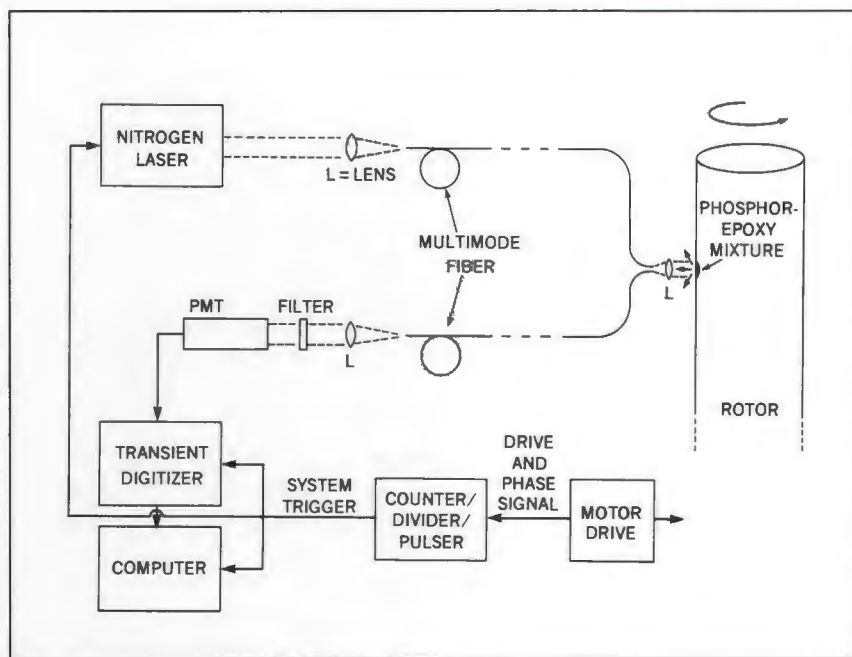 NITROGEN
LASER
L = LENS
MULTIMODE
FIBER
PHOSPHOR-
EPOXY
MIXTURE
L
PMT
FILTER
L
ROTOR
TRANSIENT
DIGITIZER
SYSTEM
TRIGGER
COUNTER/
DIVIDER/
PULSER
DRIVE
AND
PHASE
SIGNAL
MOTOR
DRIVE
COMPUTER